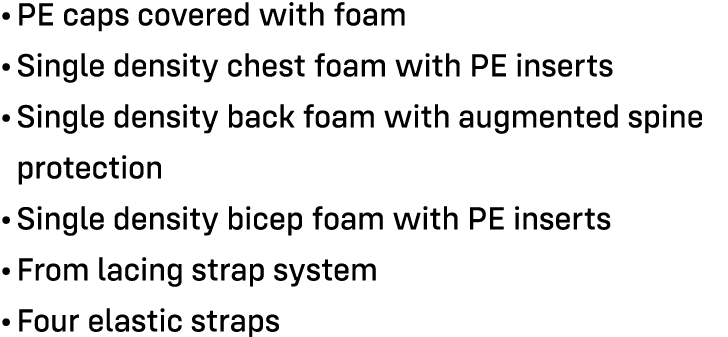 • PE caps covered with foam
• Single density chest foam with PE inserts
• Single density back foam with augmented spine
protection
• Single density bicep foam with PE inserts
• From lacing strap system
• Four elastic straps